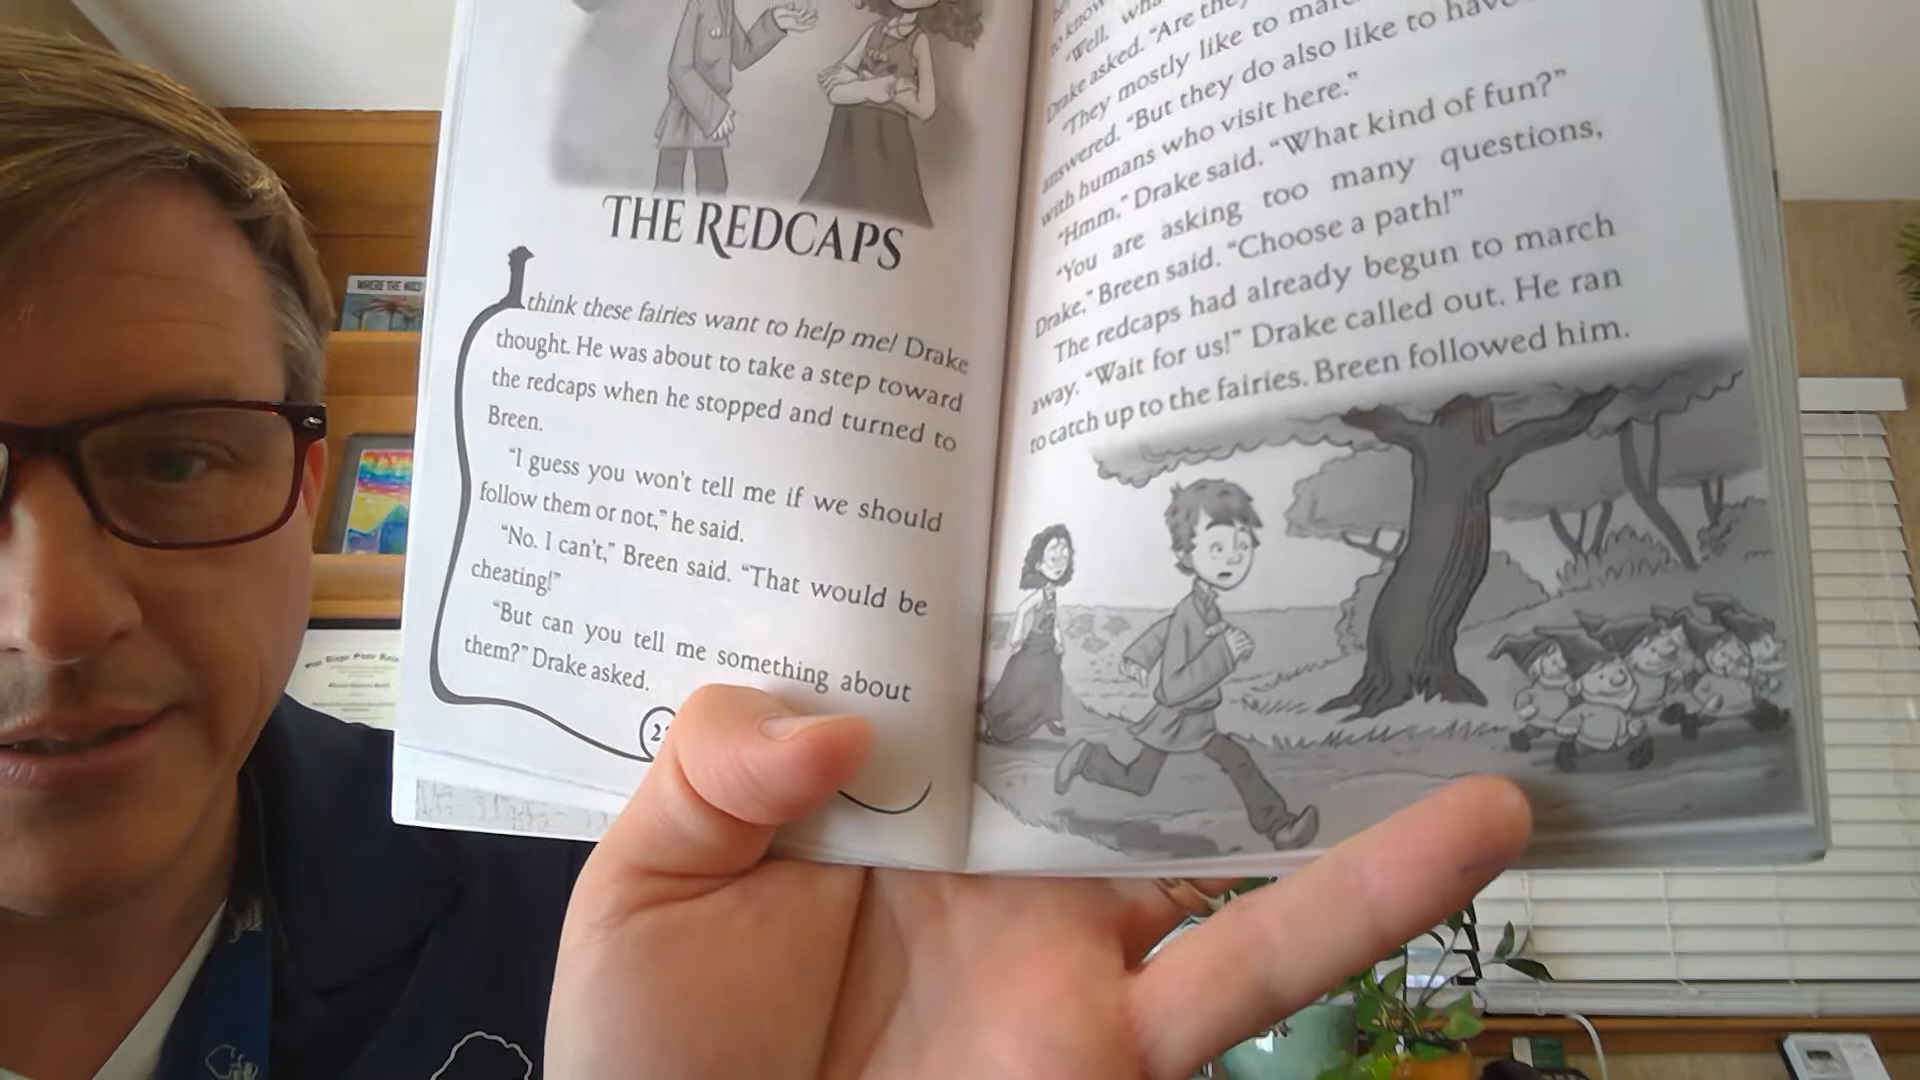 WHERE THE WILD
THE REDCAPS
I think these fairies want to help me! Drake
thought. He was about to take a step toward
the redcaps when he stopped and turned to
Breen.
“I guess you won’t tell me if we should
follow them or not,” he said.
“No. I can’t,” Breen said. “That would be
cheating!”
“But can you tell me something about
them?” Drake asked.
to know
“Well, wha
Drake asked. “Are they
“They mostly like to
answered. “But they do also like to have
with humans who visit here.”
“Hmm,” Drake said. “What kind of fun?”
“You are asking too many questions,
Drake,” Breen said. “Choose a path!”
The redcaps had already begun to march
away. “Wait for us!” Drake called out. He ran
to catch up to the fairies. Breen followed him.